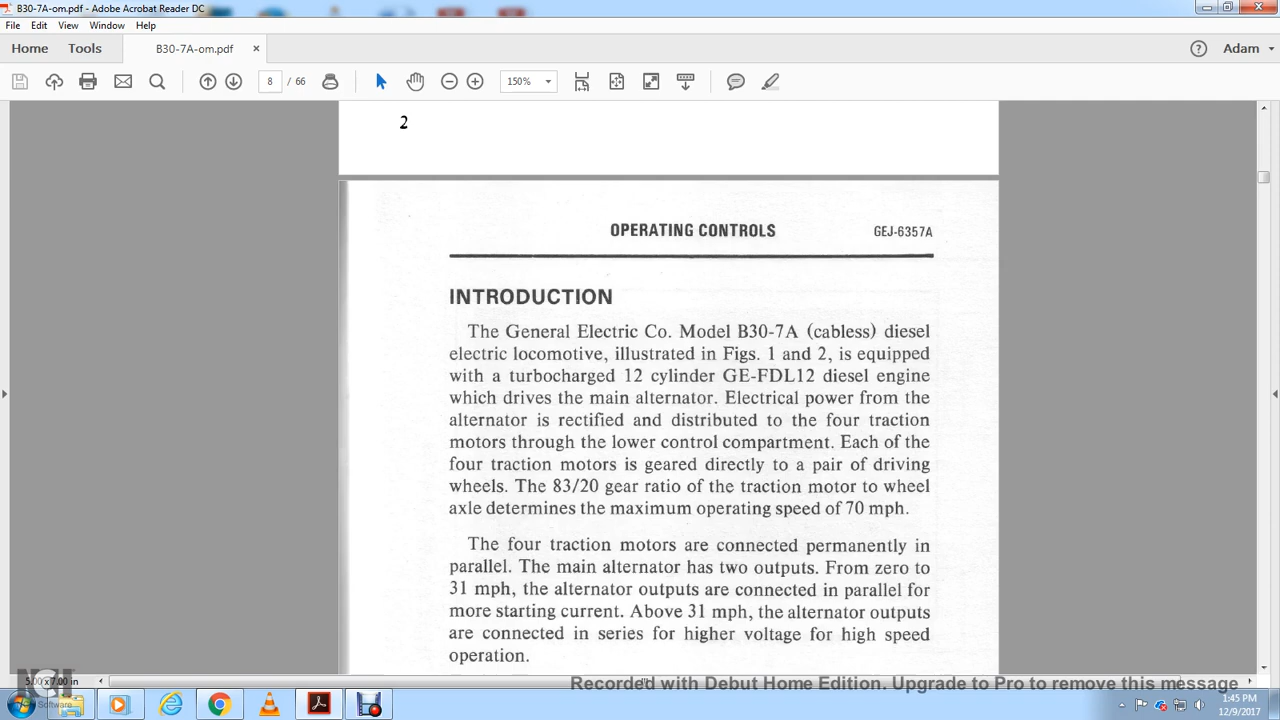 B30-7A-om.pdf - Adobe Acrobat Reader DC
File Edit View Window Help
Home Tools B30-7A-om.pdf × ? Adam
8 / 66 150%
2
OPERATING CONTROLS GEJ-6357A
INTRODUCTION
The General Electric Co. Model B30-7A (cabless) diesel
electric locomotive, illustrated in Figs. 1 and 2, is equipped
with a turbocharged 12 cylinder GE-FDL12 diesel engine
which drives the main alternator. Electrical power from the
alternator is rectified and distributed to the four traction
motors through the lower control compartment. Each of the
four traction motors is geared directly to a pair of driving
wheels. The 83/20 gear ratio of the traction motor to wheel
axle determines the maximum operating speed of 70 mph.
The four traction motors are connected permanently in
parallel. The main alternator has two outputs. From zero to
31 mph, the alternator outputs are connected in parallel for
more starting current. Above 31 mph, the alternator outputs
are connected in series for higher voltage for high speed
operation.
5.00 x 7.00 in
NCH Software
Recorded with Debut Home Edition. Upgrade to Pro to remove this message
1:45 PM
12/9/2017